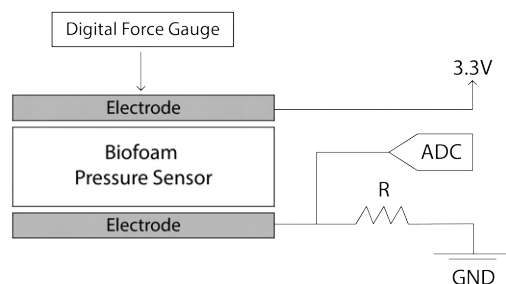 Digital Force Gauge
3.3V
Electrode
Biofoam
Pressure Sensor
ADC
R
Electrode
GND